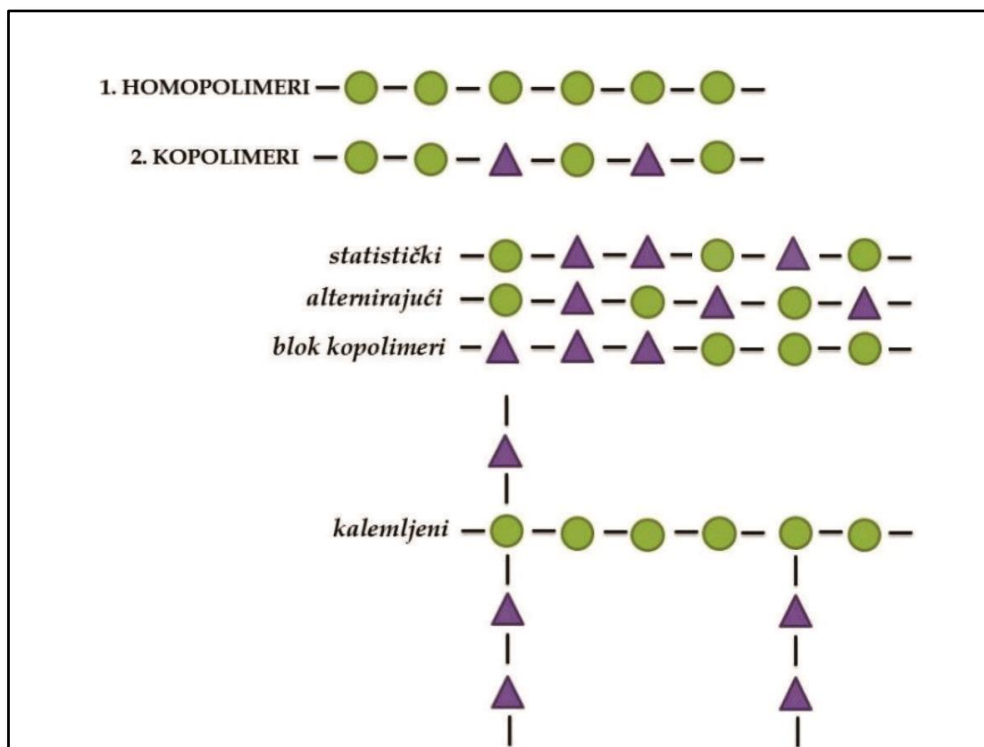 1. HOMOPOLIMERI
2. KOPOLIMERI
statistički
alternirajući
blok kopolimeri
kalemljeni